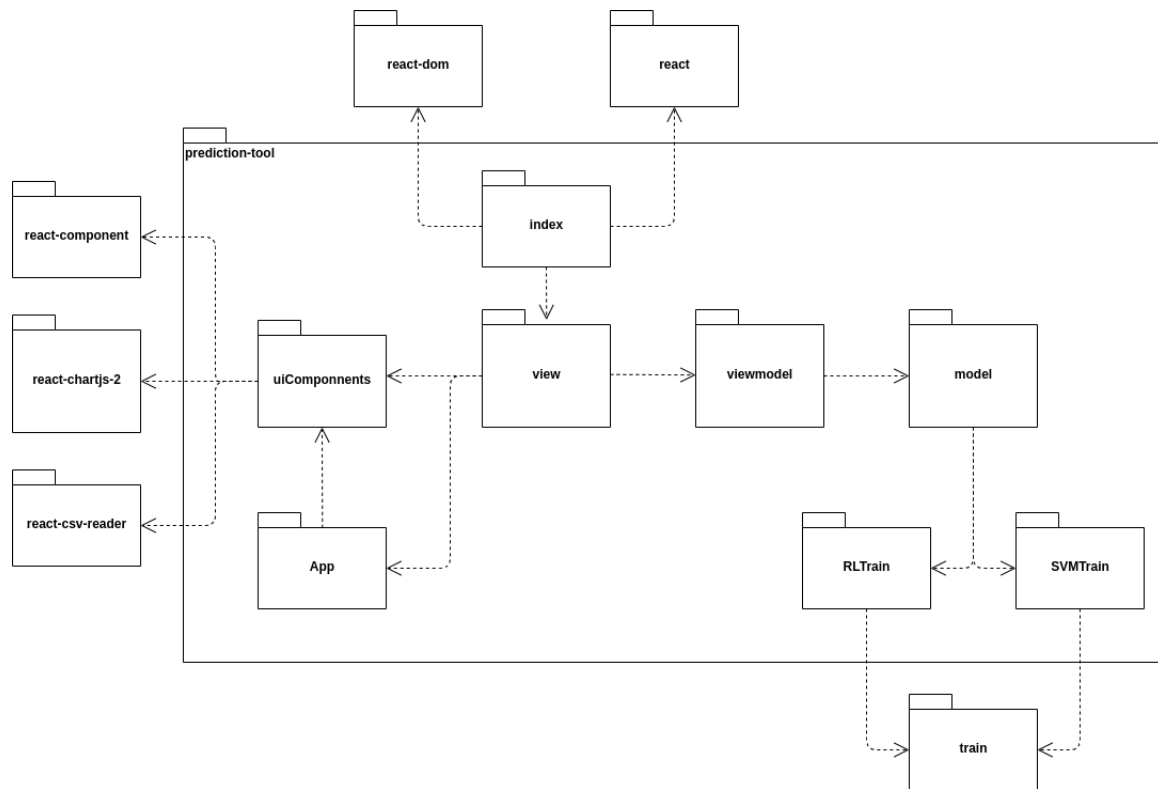 react-dom
react
prediction-tool
index
react-component
react-chartjs-2
uiComponnents
view
viewmodel
model
react-csv-reader
App
RLTrain
SVMTrain
train